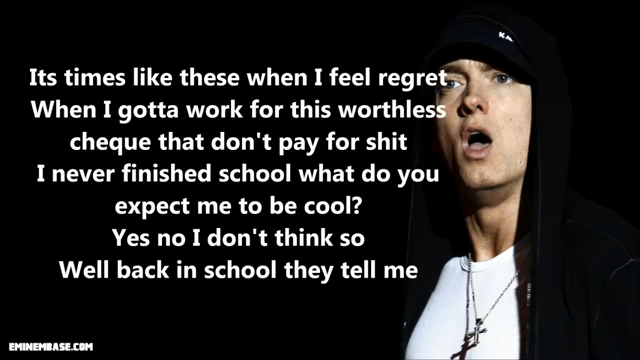 KA
Its times like these when I feel regret
When I gotta work for this worthless
cheque that don't pay for shit
I never finished school what do you
expect me to be cool?
Yes no I don't think so
Well back in school they tell me
EMINEMBASE.COM